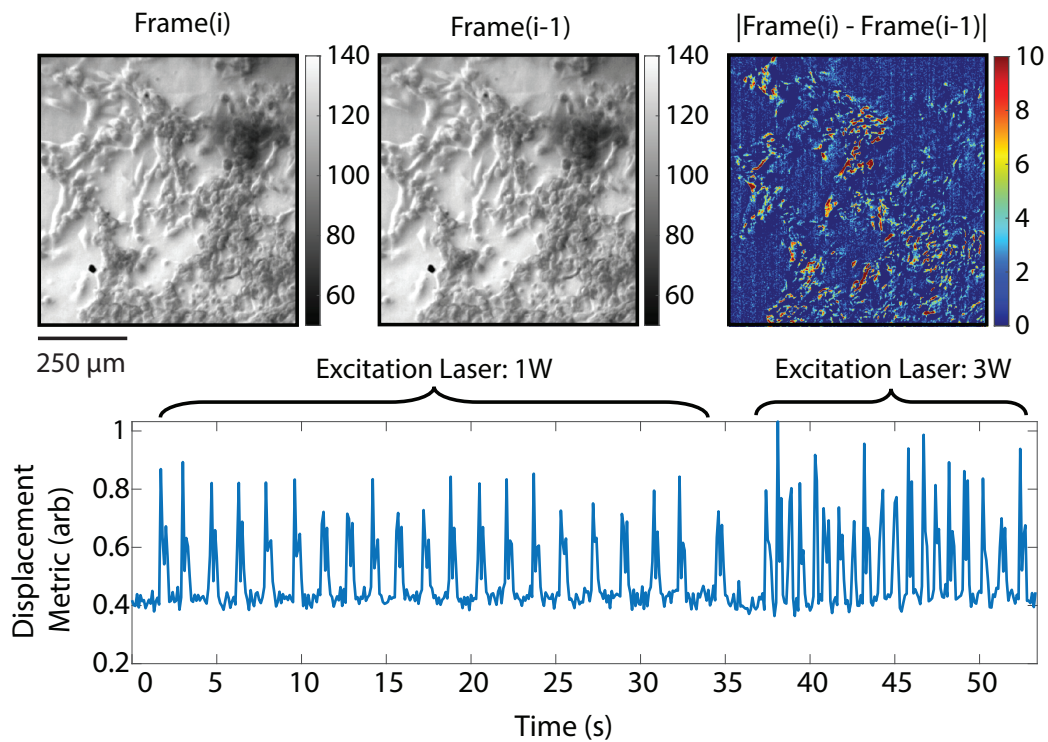 Frame(i)
Frame(i-1)
|Frame(i) - Frame(i-1)|
140
120
100
80
60
140
120
100
80
60
10
8
6
4
2
0
250 µm
Excitation Laser: 1W
Excitation Laser: 3W
Displacement
Metric (arb)
1
0.8
0.6
0.4
0.2
0 5 10 15 20 25 30 35 40 45 50
Time (s)